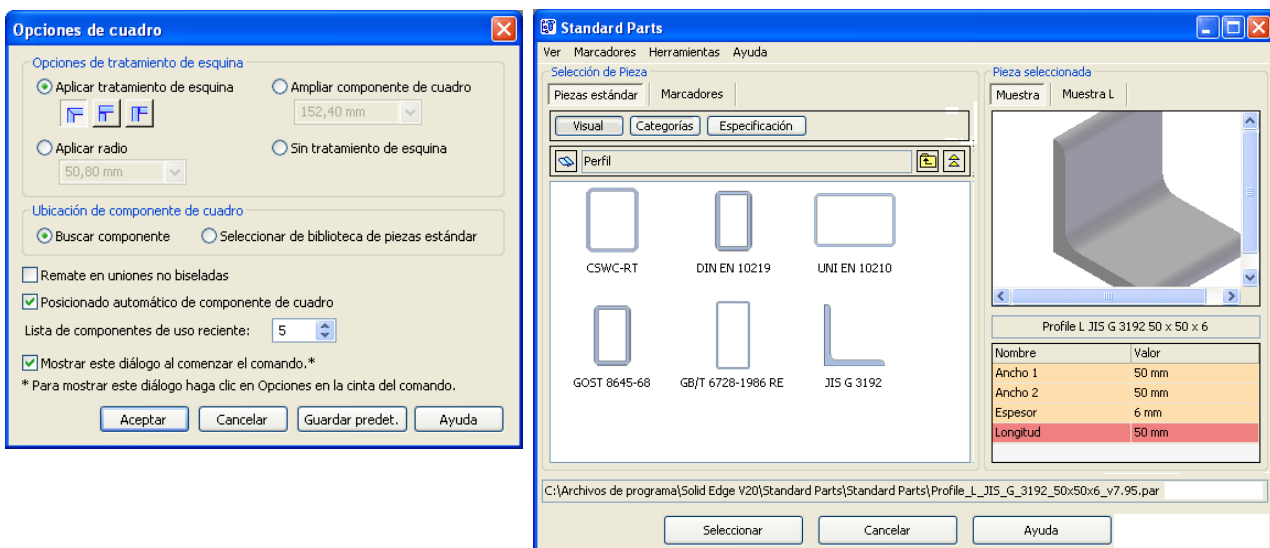 Opciones de cuadro
Opciones de tratamiento de esquina
Aplicar tratamiento de esquina
Ampliar componente de cuadro
152,40 mm
Aplicar radio
Sin tratamiento de esquina
50,80 mm
Ubicación de componente de cuadro
Buscar componente
Seleccionar de biblioteca de piezas estándar
Remate en uniones no biseladas
Posicionado automático de componente de cuadro
Lista de componentes de uso reciente: 5
Mostrar este diálogo al comenzar el comando.*
* Para mostrar este diálogo haga clic en Opciones en la cinta del comando.
Aceptar Cancelar Guardar predet. Ayuda
Standard Parts
Ver Marcadores Herramientas Ayuda
Selección de Pieza
Piezas estándar Marcadores
Visual Categorías Especificación
Perfil
CSWC-RT DIN EN 10219 UNI EN 10210
GOST 8645-68 GB/T 6728-1986 RE JIS G 3192
Pieza seleccionada
Muestra Muestra L
Profile L JIS G 3192 50 x 50 x 6
Nombre Valor
Ancho 1 50 mm
Ancho 2 50 mm
Espesor 6 mm
Longitud 50 mm
C:\Archivos de programa\Solid Edge V20\Standard Parts\Standard Parts\Profile_L_JIS_G_3192_50x50x6_v7.95.par
Seleccionar Cancelar Ayuda